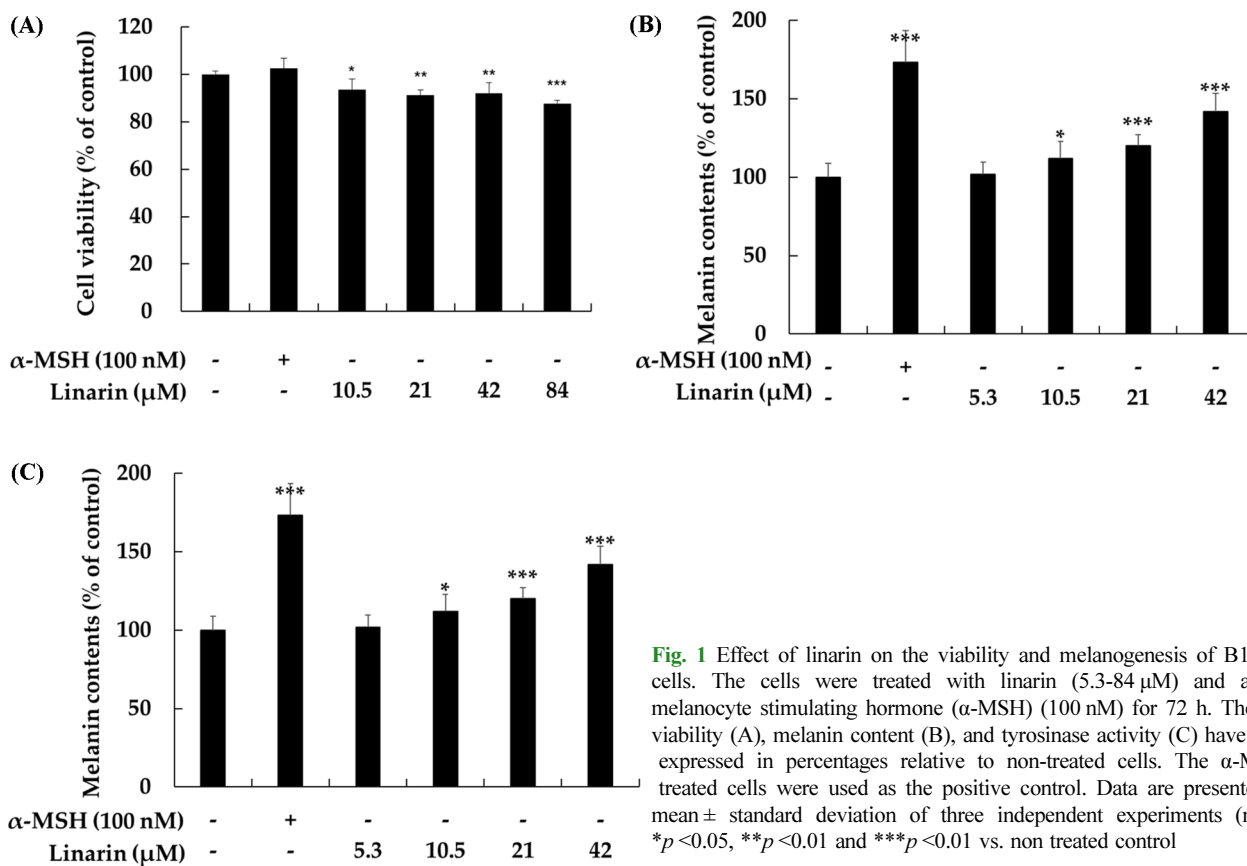 (A)
Cell viability (% of control)
120
100
80
60
40
20
0
* ** ** ***
α-MSH (100 nM) - + - - - -
Linarin (μM) - - 10.5 21 42 84
(B)
Melanin contents (% of control)
200
150
100
50
0
*** * *** ***
α-MSH (100 nM) - + - - - -
Linarin (μM) - - 5.3 10.5 21 42
(C)
Melanin contents (% of control)
200
150
100
50
0
*** * *** ***
α-MSH (100 nM) - + - - - -
Linarin (μM) - - 5.3 10.5 21 42
Fig. 1 Effect of linarin on the viability and melanogenesis of B1
cells. The cells were treated with linarin (5.3-84 μM) and a
melanocyte stimulating hormone (α-MSH) (100 nM) for 72 h. The
viability (A), melanin content (B), and tyrosinase activity (C) have
expressed in percentages relative to non-treated cells. The α-M
treated cells were used as the positive control. Data are presente
mean ± standard deviation of three independent experiments (n
*p <0.05, **p <0.01 and ***p <0.01 vs. non treated control